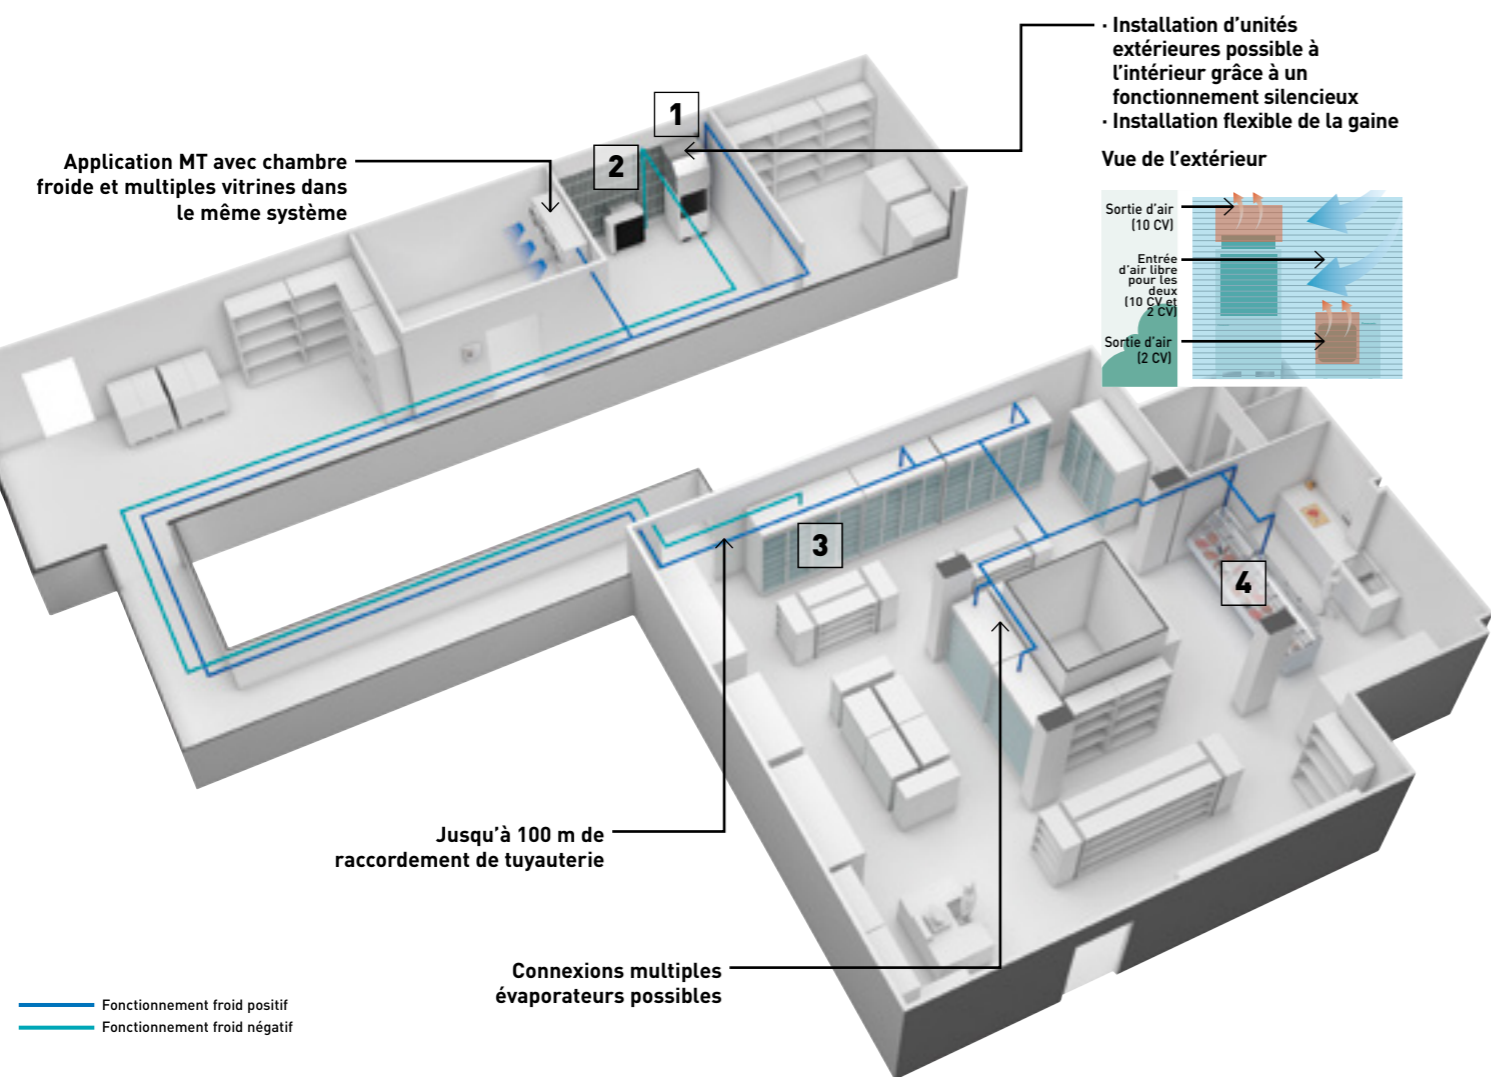 · Installation d'unités
extérieures possible à
l'intérieur grâce à un
fonctionnement silencieux
· Installation flexible de la gaine
Vue de l'extérieur
Sortie d'air
(10 CV)
Entrée
d'air libre
pour les
deux
(10 CV et
2 CV)
Sortie d'air
(2 CV)
1
2
Application MT avec chambre
froide et multiples vitrines dans
le même système
3
4
Jusqu'à 100 m de
raccordement de tuyauterie
Connexions multiples
évaporateurs possibles
Fonctionnement froid positif
Fonctionnement froid négatif